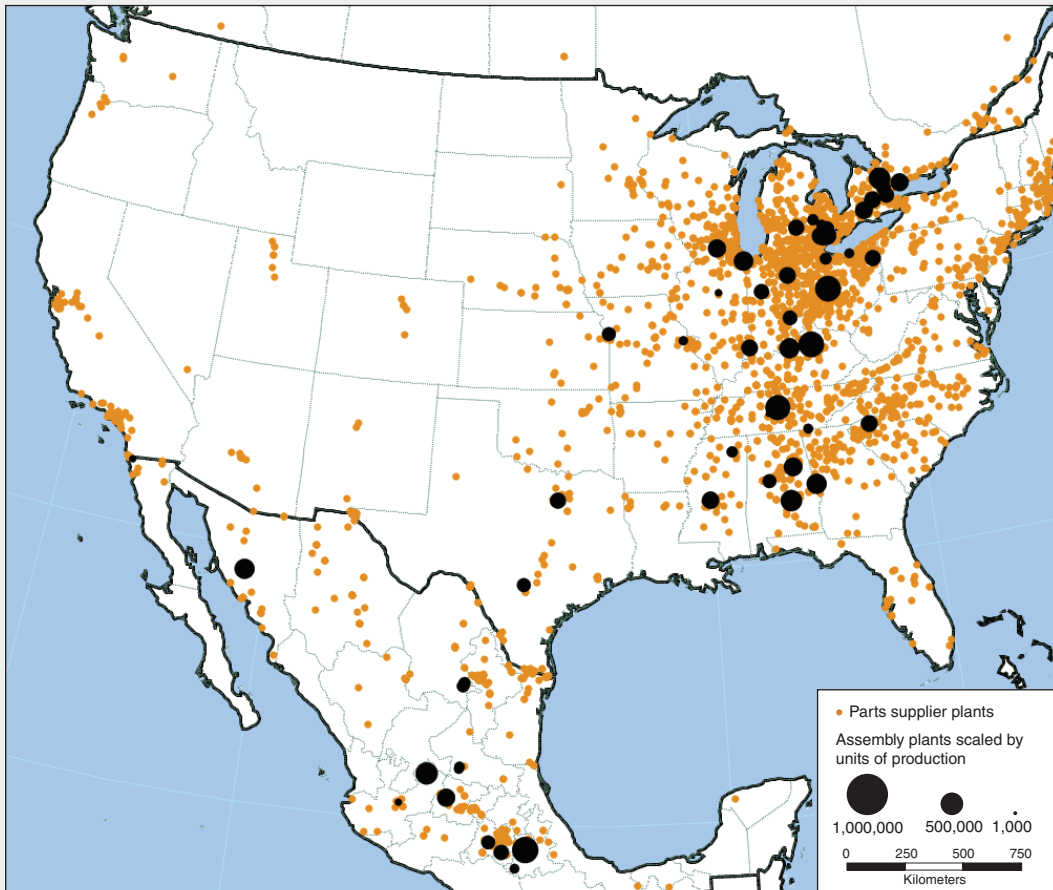 Parts supplier plants
Assembly plants scaled by
units of production
1,000,000
500,000
1,000
0
250
500
750
Kilometers